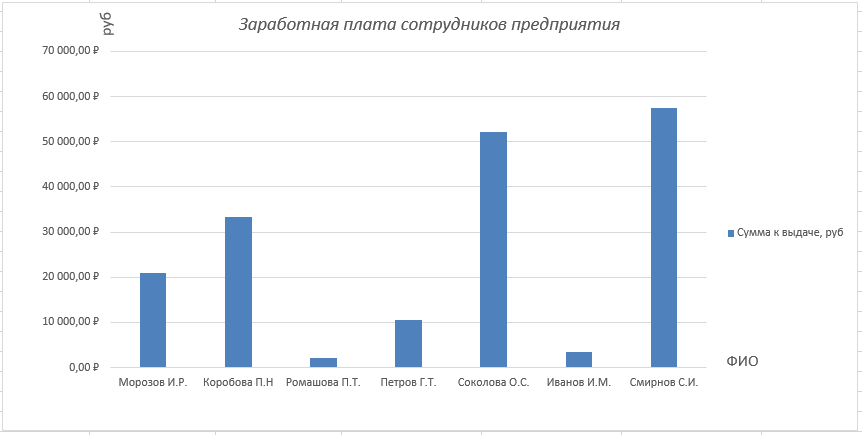 Заработная плата сотрудников предприятия
руб
70 000,00 ₽
60 000,00 ₽
50 000,00 ₽
40 000,00 ₽
30 000,00 ₽
20 000,00 ₽
10 000,00 ₽
0,00 ₽
Морозов И.Р.
Коробова П.Н
Ромашова П.Т.
Петров Г.Т.
Соколова О.С.
Иванов И.М.
Смирнов С.И.
Сумма к выдаче, руб
ФИО